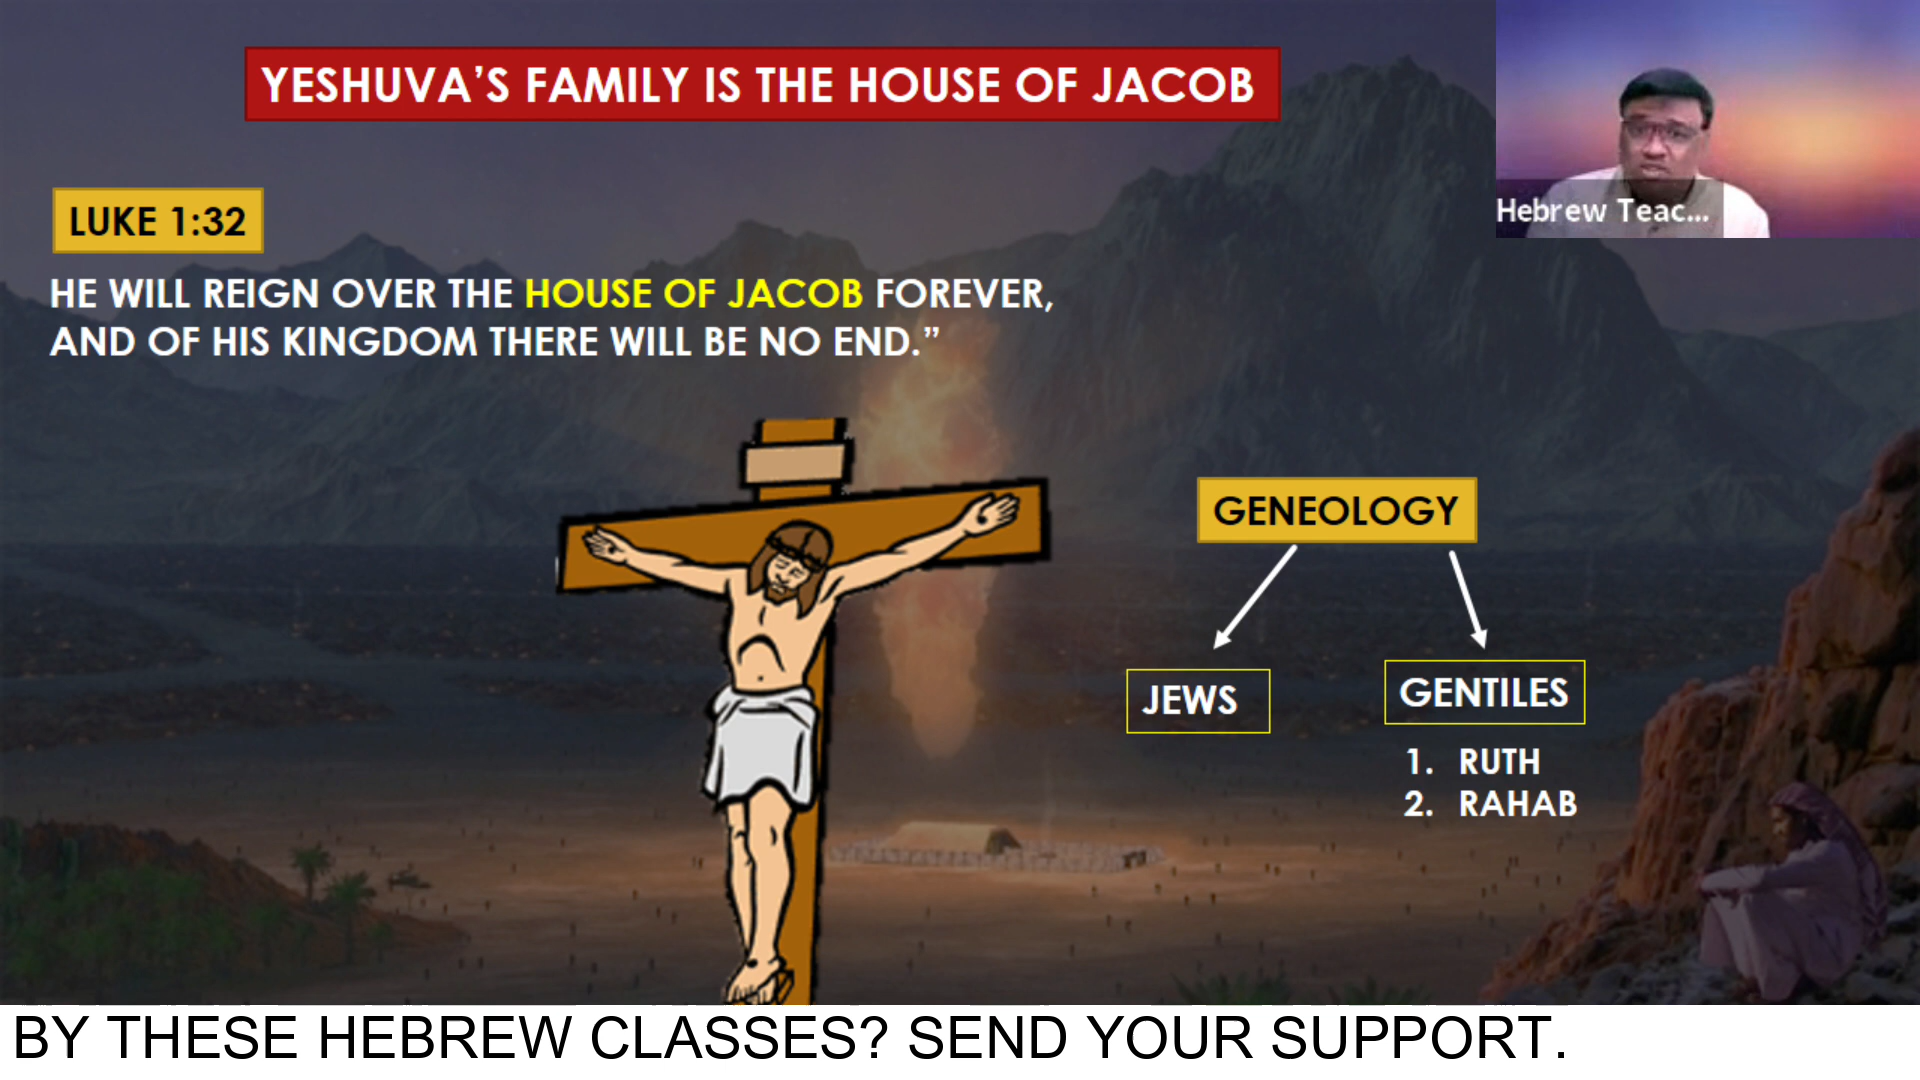 YESHUVA’S FAMILY IS THE HOUSE OF JACOB
Hebrew Teac...
LUKE 1:32
HE WILL REIGN OVER THE HOUSE OF JACOB FOREVER,
AND OF HIS KINGDOM THERE WILL BE NO END.”
GENEOLOGY
JEWS
GENTILES
1. RUTH
2. RAHAB
BY THESE HEBREW CLASSES? SEND YOUR SUPPORT.